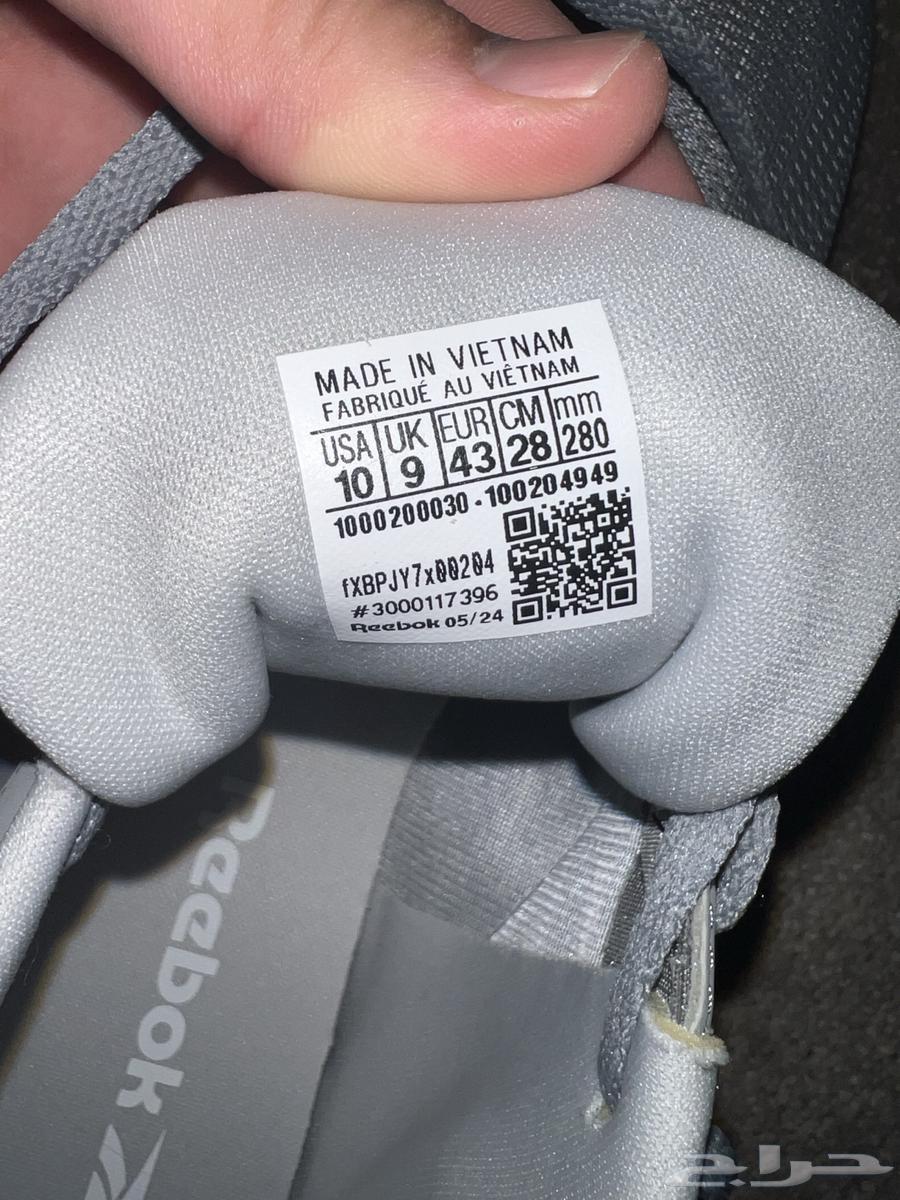 MADE IN VIETNAM
FABRIQUÉ AU VIÊTNAM
USA UK EUR CM mm
10 9 43 28 280
1000200030 - 100204949
fXBPJY7x00204
#3000117396
Reebok 05/24
Reebok
حراج